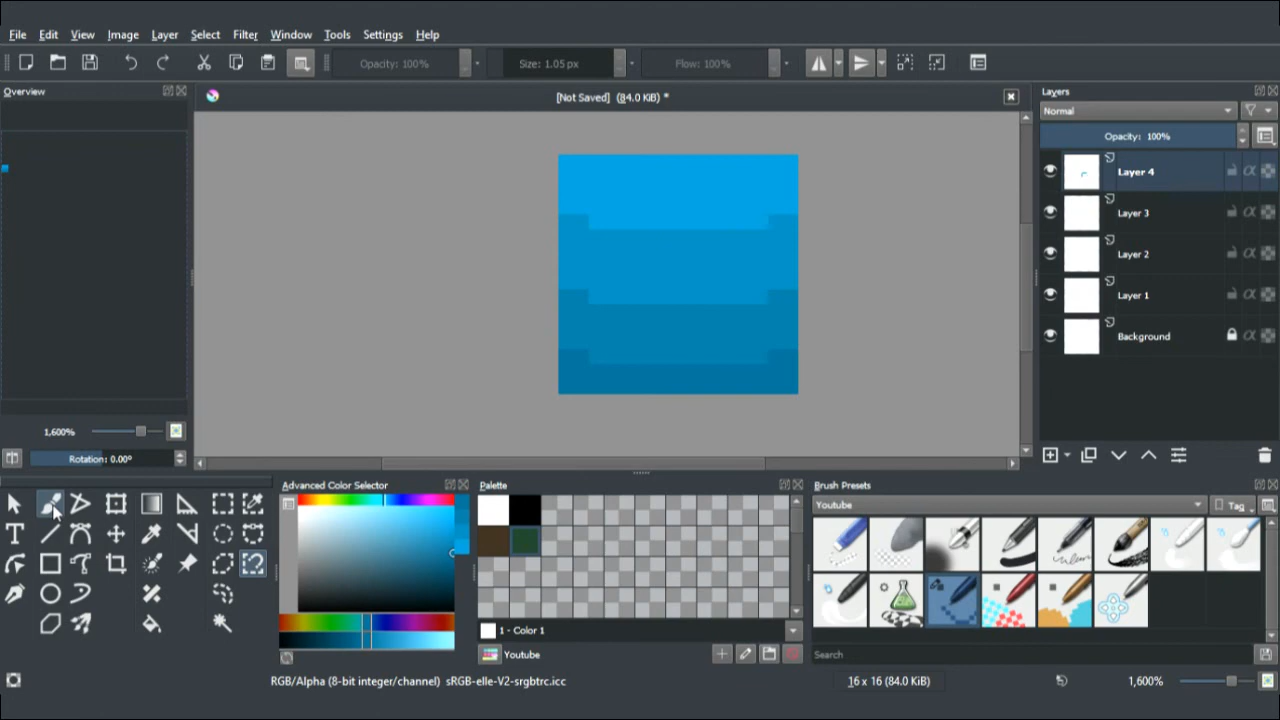 File Edit View Image Layer Select Filter Window Tools Settings Help
Opacity: 100% Size: 1.05 px Flow: 100%
Overview
[Not Saved] (84.0 KiB) *
Layers
Normal
Opacity: 100%
Layer 4
Layer 3
Layer 2
Layer 1
Background
1,600%
Rotation: 0.00°
Advanced Color Selector
Palette
Brush Presets
Youtube
Tag
T
1 - Color 1
Youtube
Search
RGB/Alpha (8-bit integer/channel) sRGB-elle-V2-srgbtrc.icc
16 x 16 (84.0 KiB)
1,600%